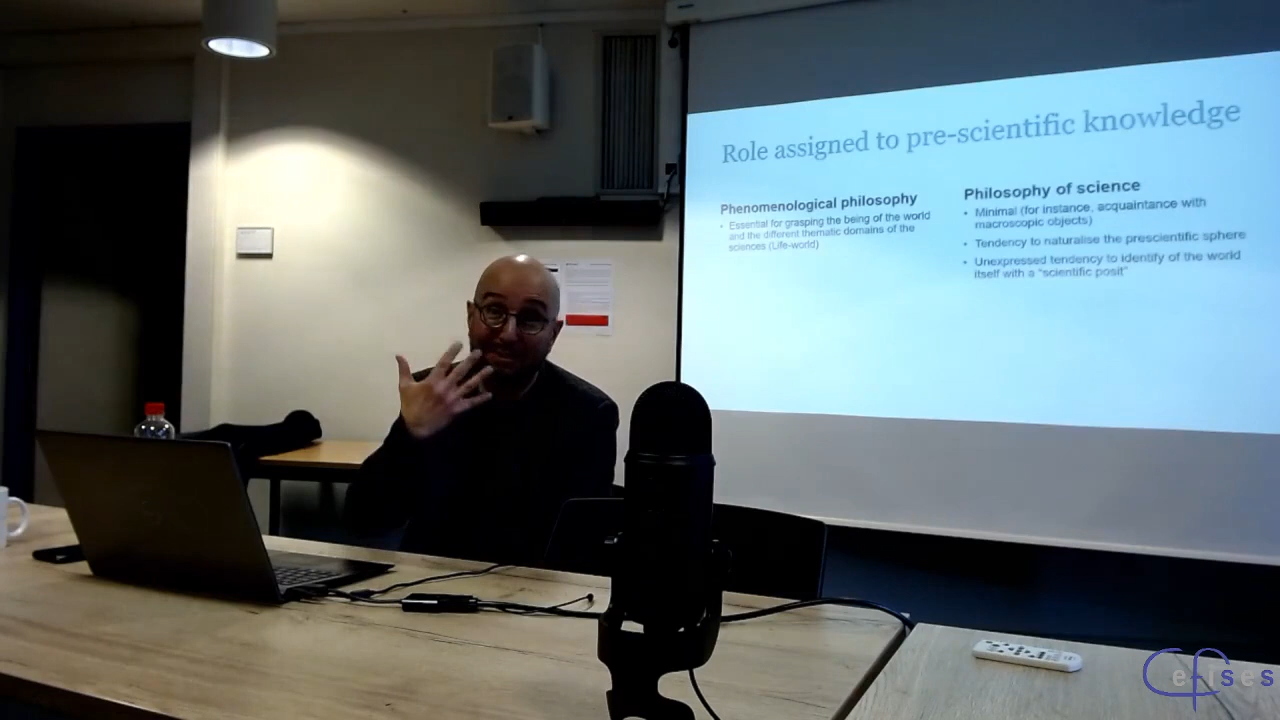 Role assigned to pre-scientific knowledge
Phenomenological philosophy
• Essential for grasping the being of the world
and the different thematic domains of the
sciences (Life-world)
Philosophy of science
• Minimal (for instance, acquaintance with
macroscopic objects)
• Tendency to naturalise the prescientific sphere
• Unexpressed tendency to identify of the world
itself with a "scientific posit"
Cefises